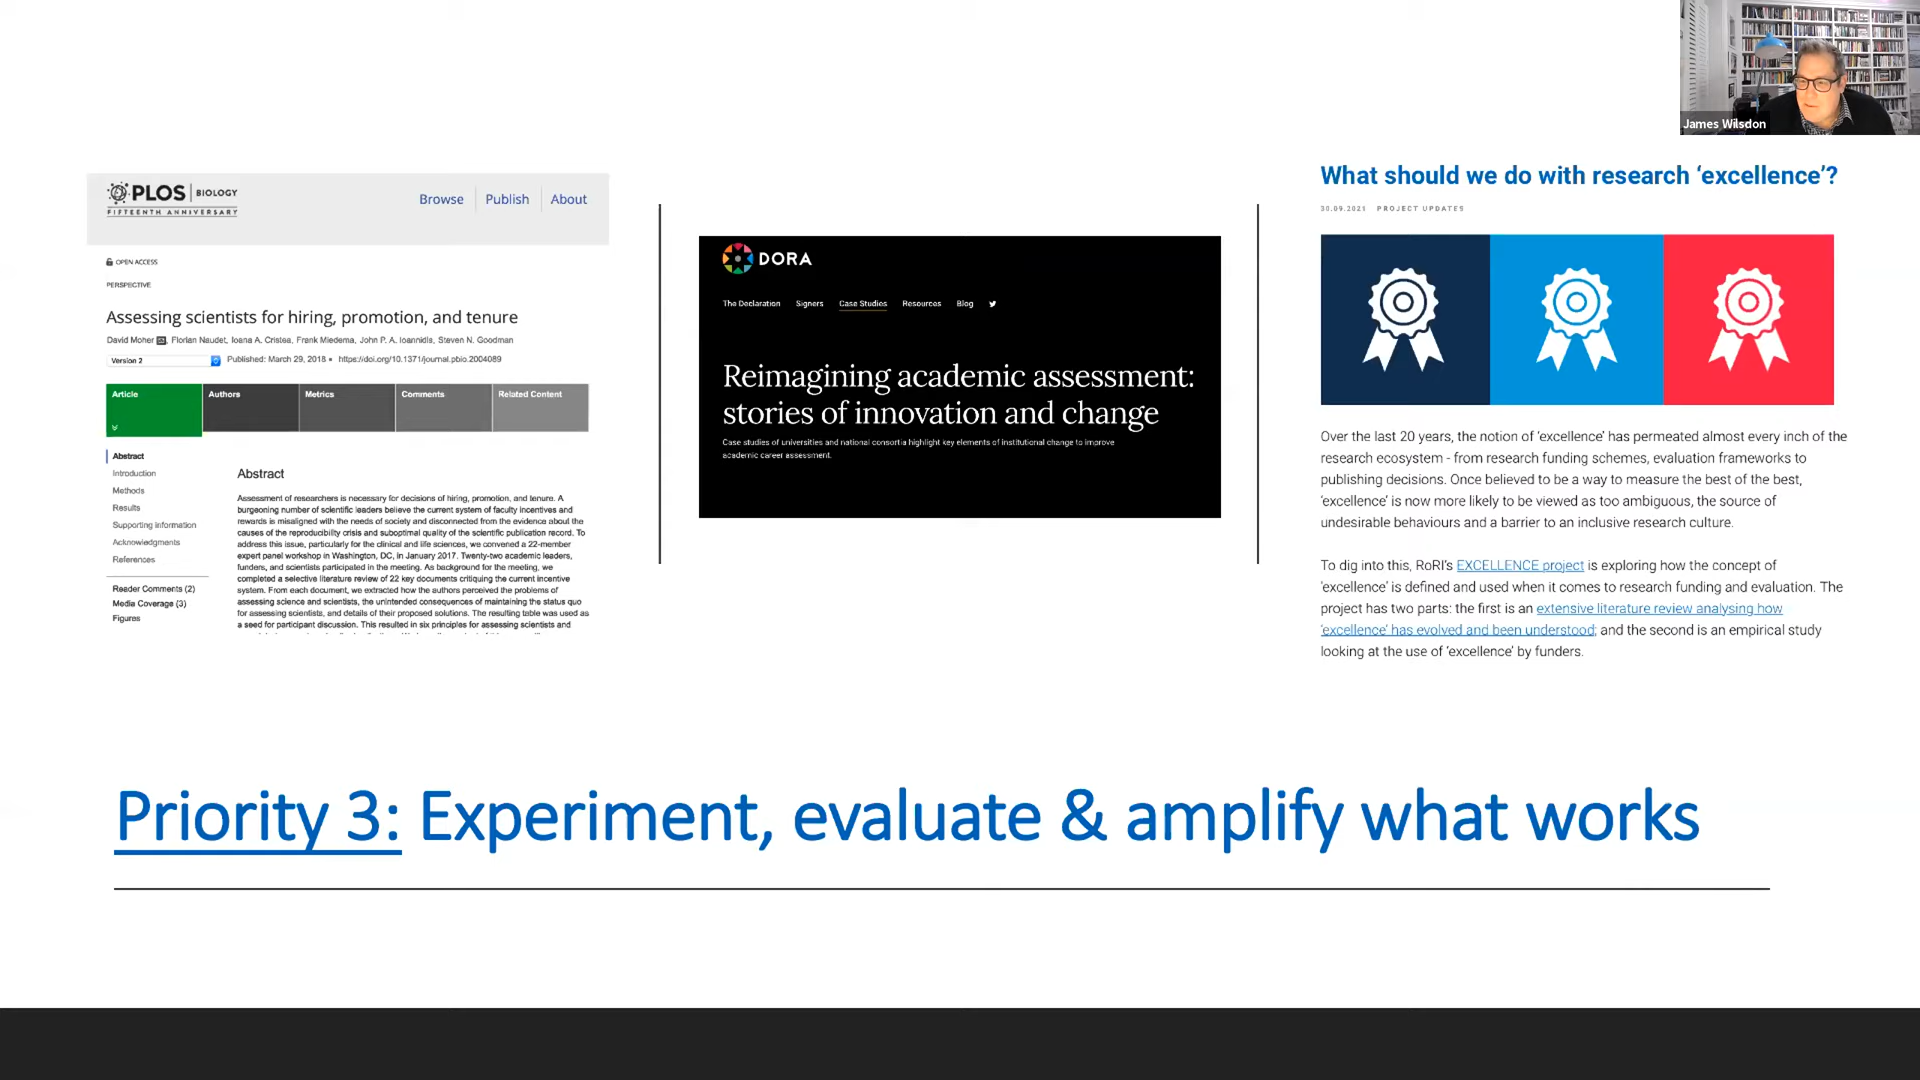 James Wilsdon
PLOS BIOLOGY
FIFTEENTH ANNIVERSARY
Browse Publish About
OPEN ACCESS
PERSPECTIVE
Assessing scientists for hiring, promotion, and tenure
David Moher, Florian Naudet, Ioana A. Cristea, Frank Miedema, John P. A. Ioannidis, Steven N. Goodman
Version 2 Published: March 29, 2018 • https://doi.org/10.1371/journal.pbio.2004089
Article Authors Metrics Comments Related Content
Abstract
Introduction
Methods
Results
Supporting information
Acknowledgments
References
Reader Comments (2)
Media Coverage (3)
Figures
Abstract
Assessment of researchers is necessary for decisions of hiring, promotion, and tenure. A
burgeoning number of scientific leaders believe the current system of faculty incentives and
rewards is misaligned with the needs of society and disconnected from the evidence about the
causes of the reproducibility crisis and suboptimal quality of the scientific publication record. To
address this issue, particularly for the clinical and life sciences, we convened a 22-member
expert panel workshop in Washington, DC, in January 2017. Twenty-two academic leaders,
funders, and scientists participated in the meeting. As background for the meeting, we
completed a selective literature review of 22 key documents critiquing the current incentive
system. From each document, we extracted how the authors perceived the problems of
assessing science and scientists, the unintended consequences of maintaining the status quo
for assessing scientists, and details of their proposed solutions. The resulting table was used as
a seed for participant discussion. This resulted in six principles for assessing scientists and
DORA
The Declaration Signers Case Studies Resources Blog
Reimagining academic assessment:
stories of innovation and change
Case studies of universities and national consortia highlight key elements of institutional change to improve
academic career assessment.
What should we do with research ‘excellence’?
30.09.2021 PROJECT UPDATES
Over the last 20 years, the notion of ‘excellence’ has permeated almost every inch of the
research ecosystem - from research funding schemes, evaluation frameworks to
publishing decisions. Once believed to be a way to measure the best of the best,
‘excellence’ is now more likely to be viewed as too ambiguous, the source of
undesirable behaviours and a barrier to an inclusive research culture.
To dig into this, RoRI’s EXCELLENCE project is exploring how the concept of
‘excellence’ is defined and used when it comes to research funding and evaluation. The
project has two parts: the first is an extensive literature review analysing how
‘excellence’ has evolved and been understood; and the second is an empirical study
looking at the use of ‘excellence’ by funders.
Priority 3: Experiment, evaluate & amplify what works